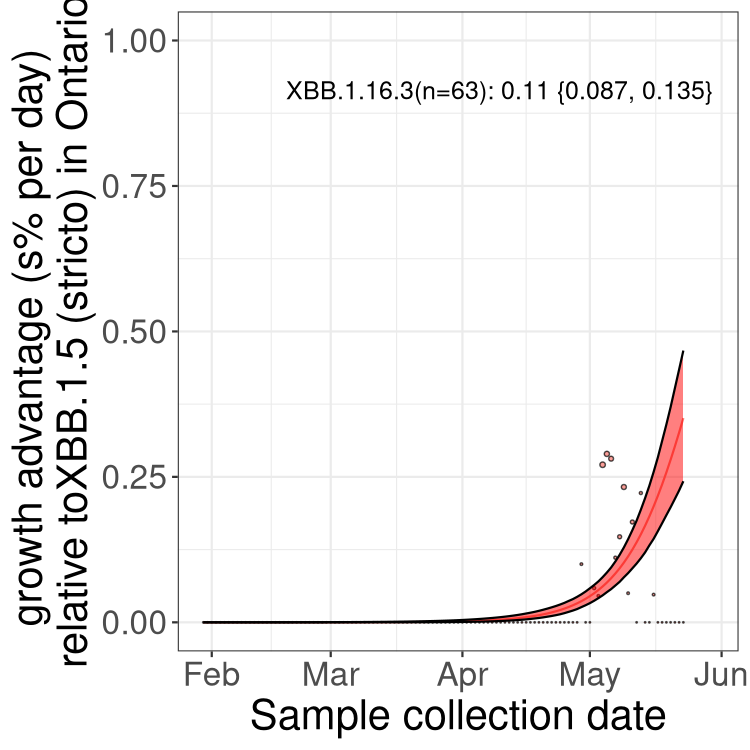 growth advantage (s% per day)
relative toXBB.1.5 (stricto) in Ontario
1.00
0.75
0.50
0.25
0.00
XBB.1.16.3(n=63): 0.11 {0.087, 0.135}
Feb Mar Apr May Jun
Sample collection date